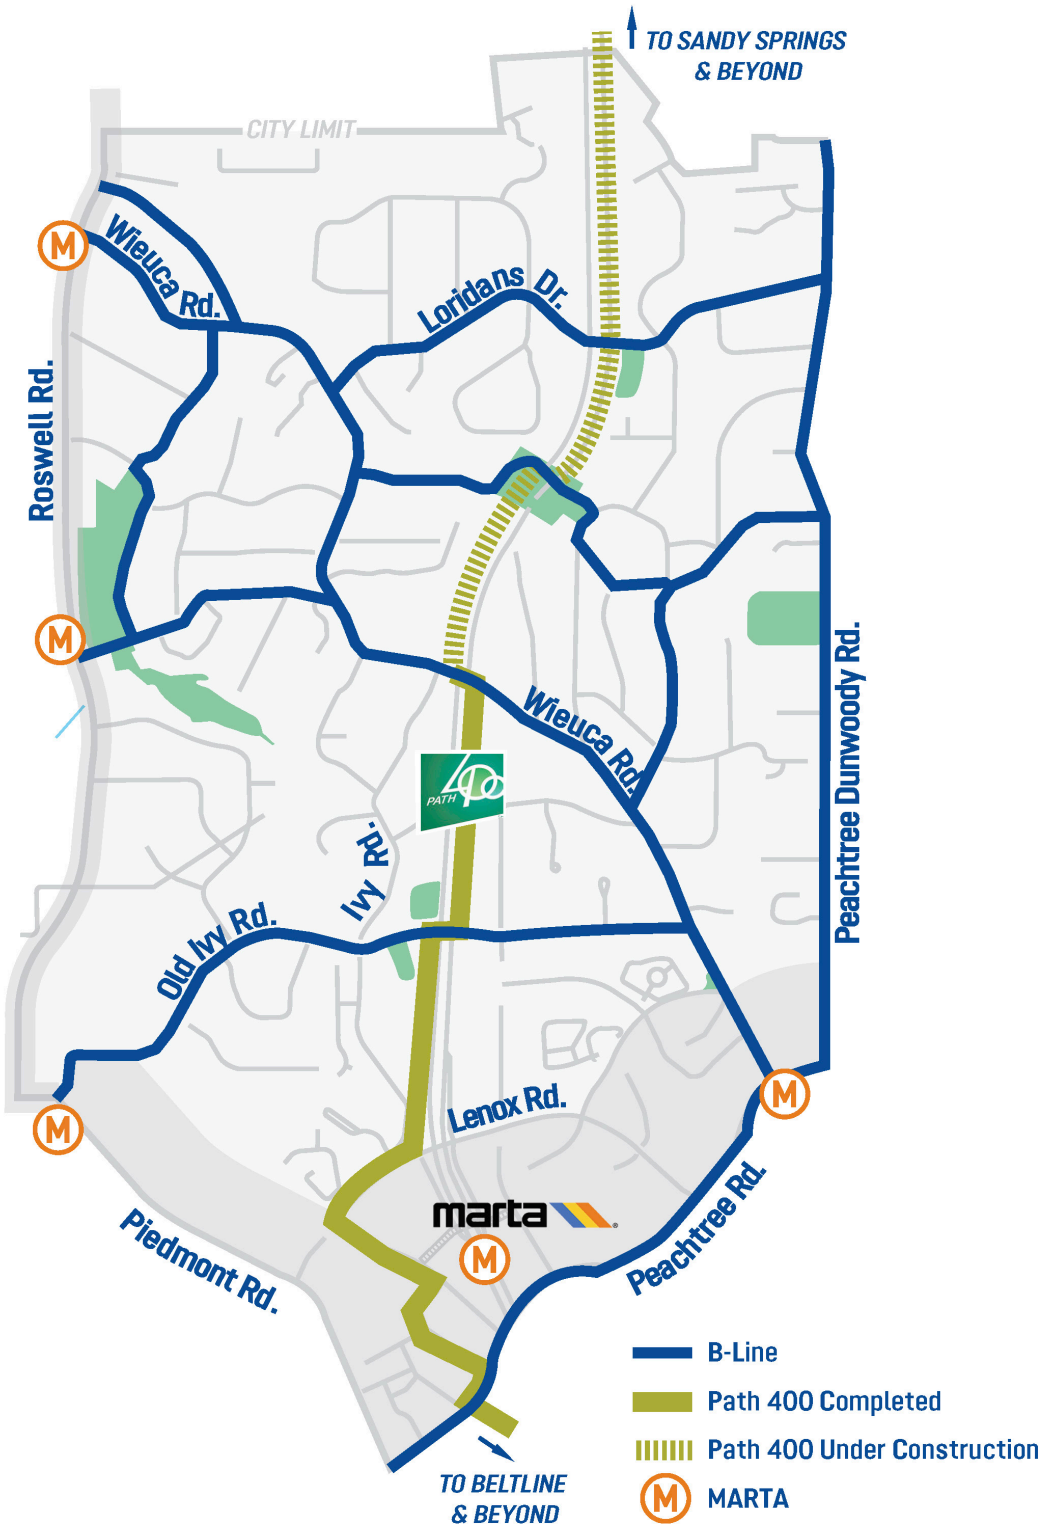 TO SANDY SPRINGS
& BEYOND
CITY LIMIT
M
Wieuca Rd.
Loridans Dr.
Roswell Rd.
M
Wieuca Rd.
Peachtree Dunwoody Rd.
PATH 400
Ivy Rd.
Old Ivy Rd.
M
M
Lenox Rd.
marta
M
Piedmont Rd.
Peachtree Rd.
B-Line
Path 400 Completed
Path 400 Under Construction
M MARTA
TO BELTLINE
& BEYOND